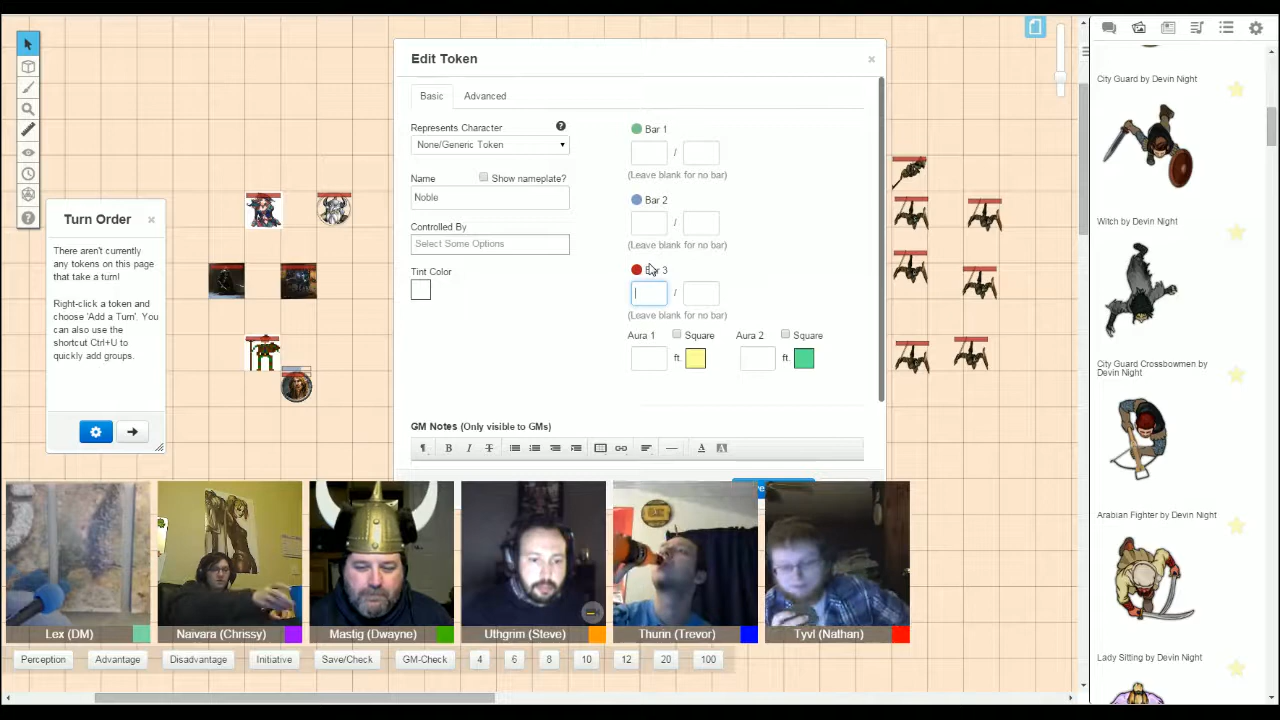 Edit Token
Basic
Advanced
Represents Character
None/Generic Token
Name
Show nameplate?
Noble
Controlled By
Select Some Options
Tint Color
Bar 1
/
(Leave blank for no bar)
Bar 2
/
(Leave blank for no bar)
Bar 3
/
(Leave blank for no bar)
Aura 1
Square
Aura 2
Square
ft.
ft.
GM Notes (Only visible to GMs)
Turn Order
There aren't currently
any tokens on this page
that take a turn!
Right-click a token and
choose 'Add a Turn'. You
can also use the
shortcut Ctrl+U to
quickly add groups.
City Guard by Devin Night
Witch by Devin Night
City Guard Crossbowmen by
Devin Night
Arabian Fighter by Devin Night
Lady Sitting by Devin Night
Lex (DM)
Naivara (Chrissy)
Mastig (Dwayne)
Uthgrim (Steve)
Thurin (Trevor)
Tyvl (Nathan)
Perception
Advantage
Disadvantage
Initiative
Save/Check
GM-Check
4
6
8
10
12
20
100